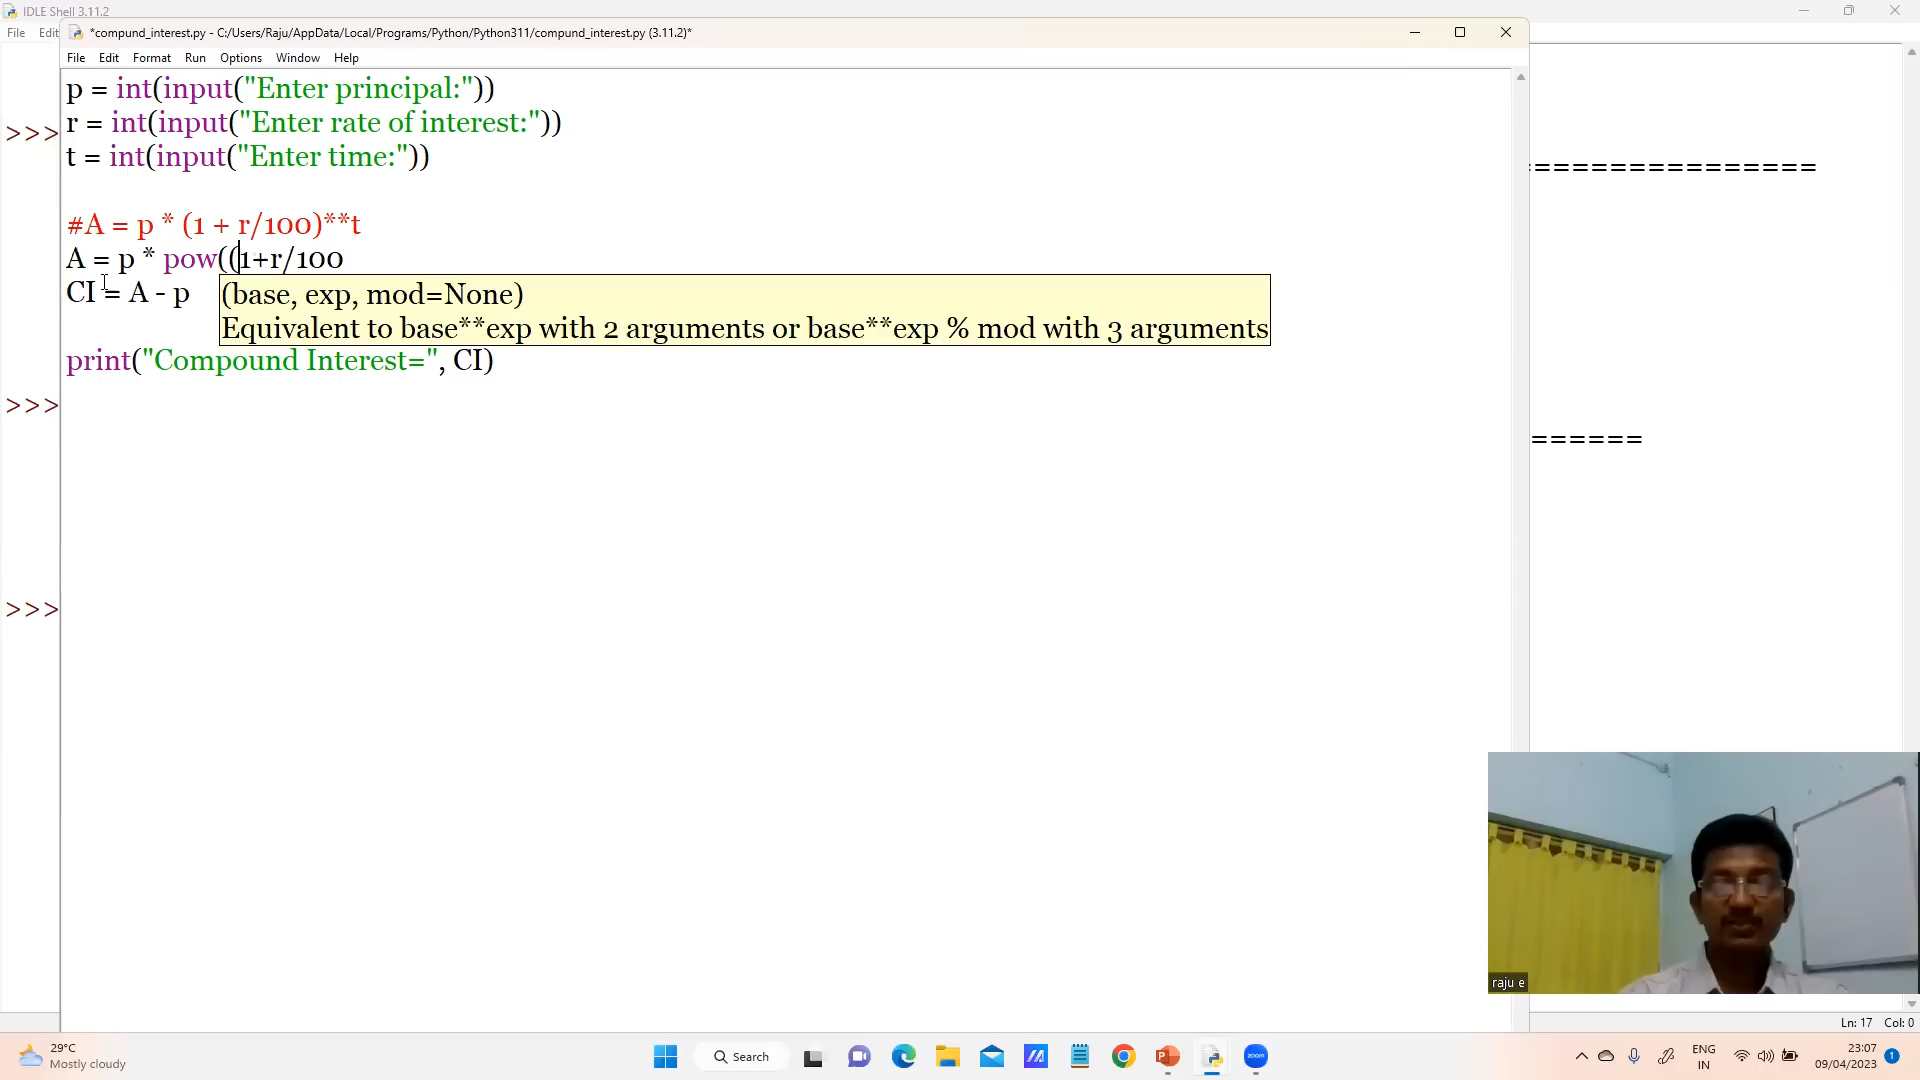 IDLE Shell 3.11.2
File Edit
*compund_interest.py - C:/Users/Raju/AppData/Local/Programs/Python/Python311/compund_interest.py (3.11.2)*
File Edit Format Run Options Window Help
p = int(input("Enter principal:"))
r = int(input("Enter rate of interest:"))
>>>
t = int(input("Enter time:"))
===============
#A = p * (1 + r/100)**t
A = p * pow((1+r/100
CI = A - p
(base, exp, mod=None)
Equivalent to base**exp with 2 arguments or base**exp % mod with 3 arguments
print("Compound Interest=", CI)
>>>
======
>>>
raju e
Ln: 17 Col: 0
29°C
Mostly cloudy
Search
zoom
ENG
IN
23:07
09/04/2023
1